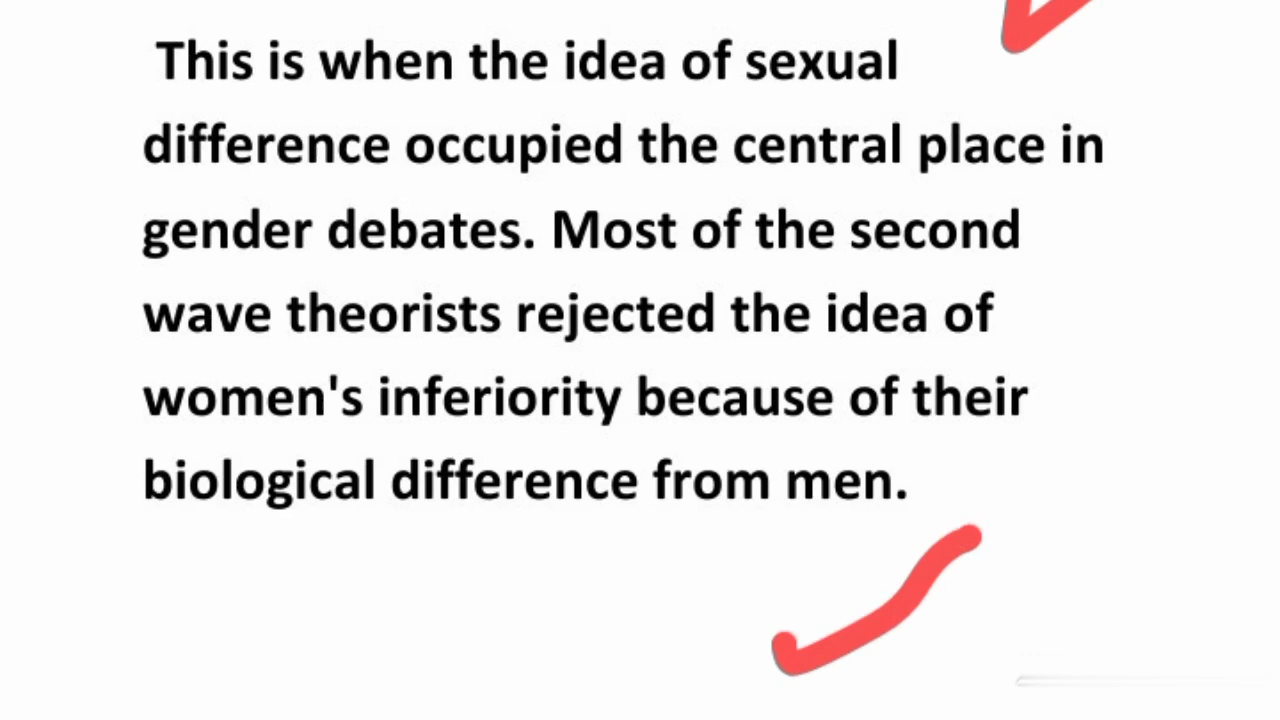 This is when the idea of sexual
difference occupied the central place in
gender debates. Most of the second
wave theorists rejected the idea of
women's inferiority because of their
biological difference from men.